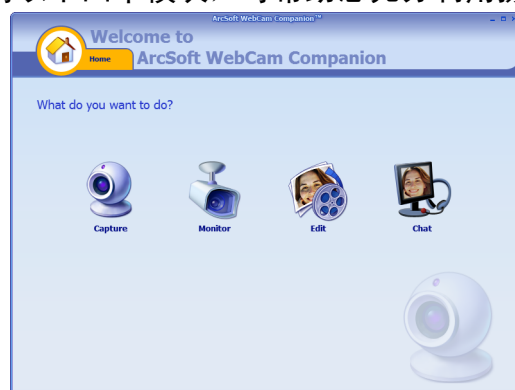 ArcSoft WebCam Companion™
Welcome to
Home
ArcSoft WebCam Companion
What do you want to do?
Capture
Monitor
Edit
Chat